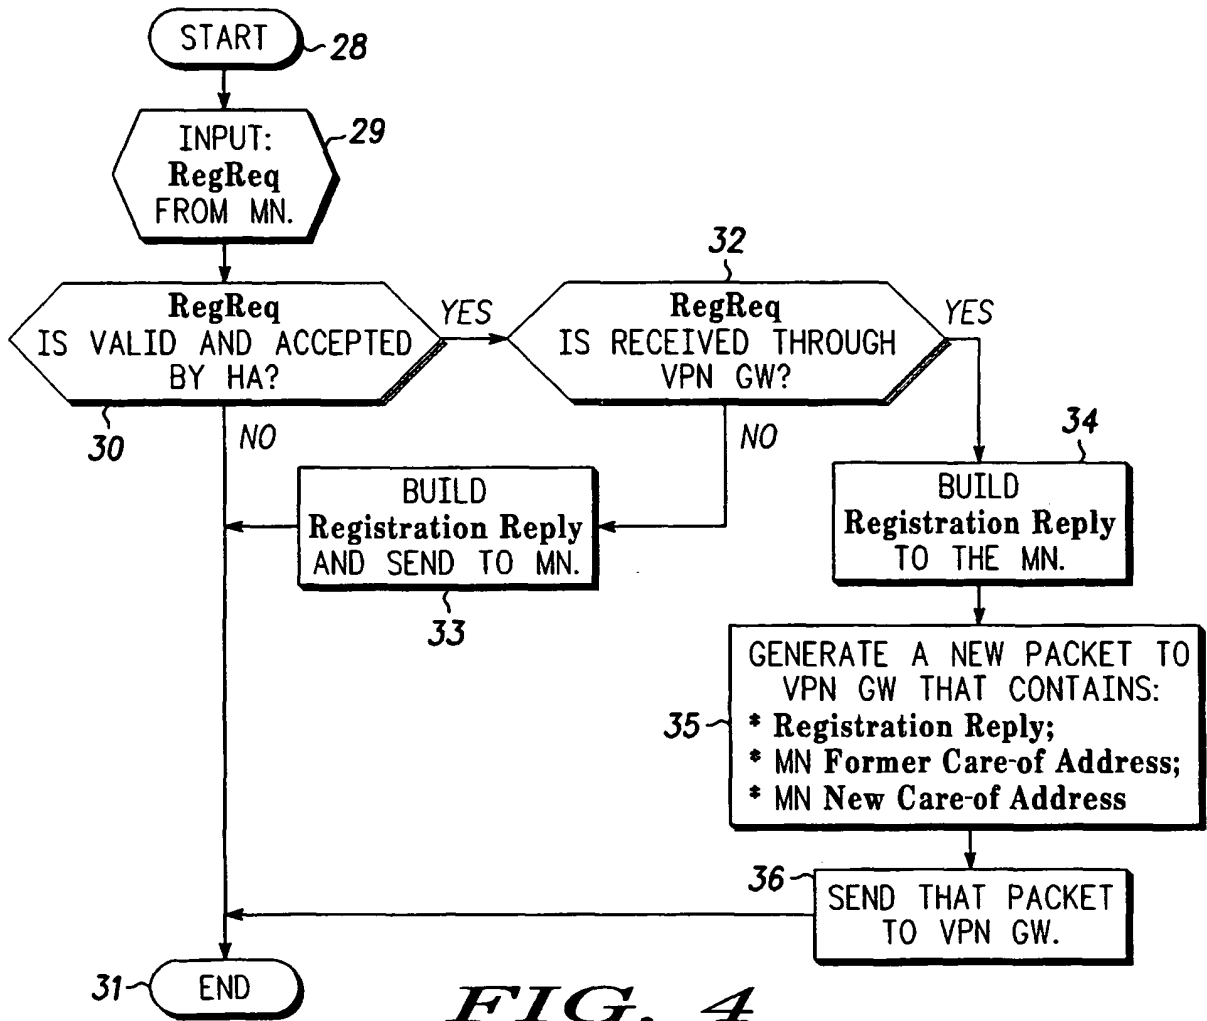 START
28
INPUT:
RegReq
FROM MN.
29
RegReq
IS VALID AND ACCEPTED
BY HA?
30
YES
NO
32
RegReq
IS RECEIVED THROUGH
VPN GW?
YES
NO
BUILD
Registration Reply
AND SEND TO MN.
33
34
BUILD
Registration Reply
TO THE MN.
35
GENERATE A NEW PACKET TO
VPN GW THAT CONTAINS:
* Registration Reply;
* MN Former Care-of Address;
* MN New Care-of Address
36
SEND THAT PACKET
TO VPN GW.
31
END
FIG. 4